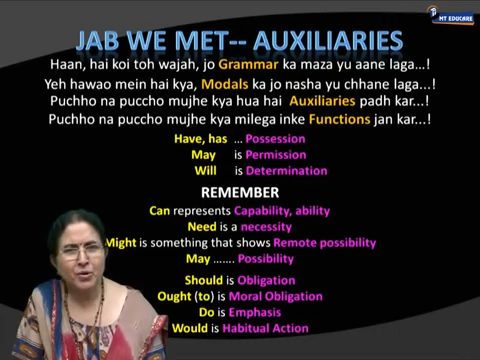 MT EDUCARE
JAB WE MET-- AUXILIARIES
Haan, hai koi toh wajah, jo Grammar ka maza yu aane laga...!
Yeh hawao mein hai kya, Modals ka jo nasha yu chhane laga...!
Puchho na puccho mujhe kya hua hai Auxiliaries padh kar...!
Puchho na puccho mujhe kya milega inke Functions jan kar...!
Have, has ... Possession
May is Permission
Will is Determination
REMEMBER
Can represents Capability, ability
Need is a necessity
Might is something that shows Remote possibility
May ....... Possibility
Should is Obligation
Ought (to) is Moral Obligation
Do is Emphasis
Would is Habitual Action